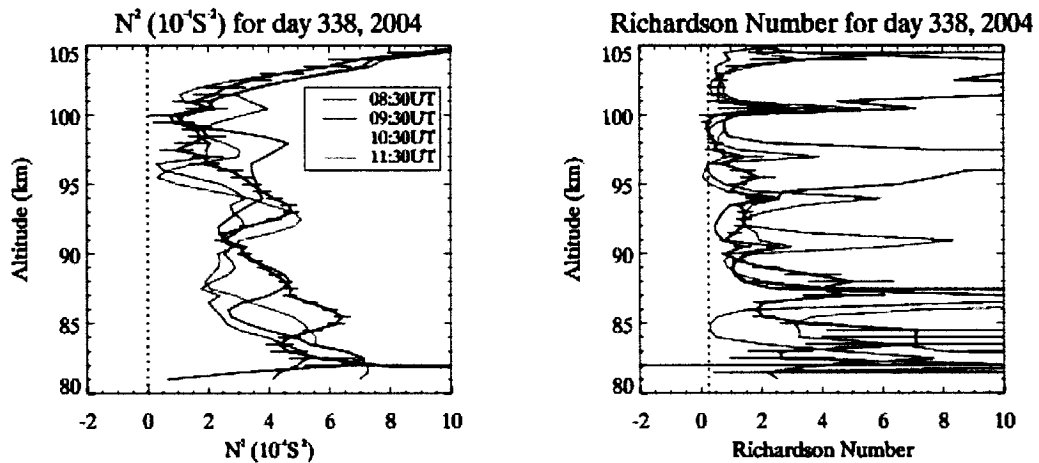 N² (10⁻⁴S⁻²) for day 338, 2004
105
100
95
90
85
80
Altitude (km)
08:30UT
09:30UT
10:30UT
11:30UT
-2 0 2 4 6 8 10
N² (10⁻⁴S⁻²)
Richardson Number for day 338, 2004
105
100
95
90
85
80
Altitude (km)
-2 0 2 4 6 8 10
Richardson Number